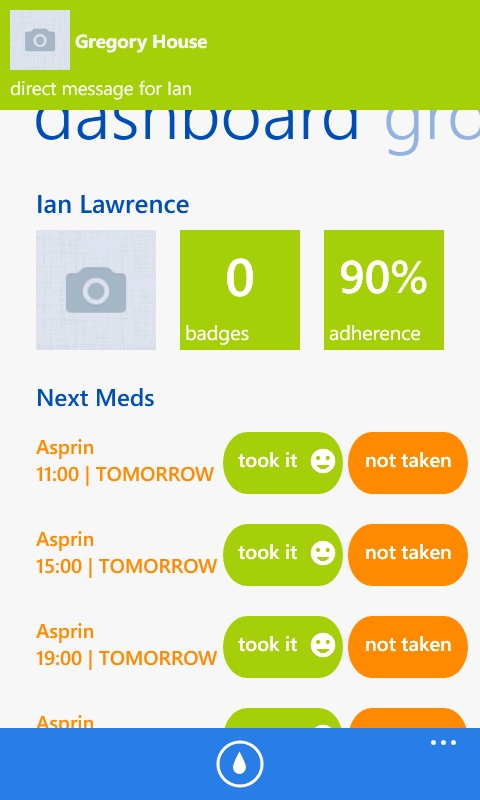 Gregory House
direct message for Ian
dashboard gro
Ian Lawrence
0
badges
90%
adherence
Next Meds
Asprin
11:00 | TOMORROW
took it
not taken
Asprin
15:00 | TOMORROW
took it
not taken
Asprin
19:00 | TOMORROW
took it
not taken
Asprin